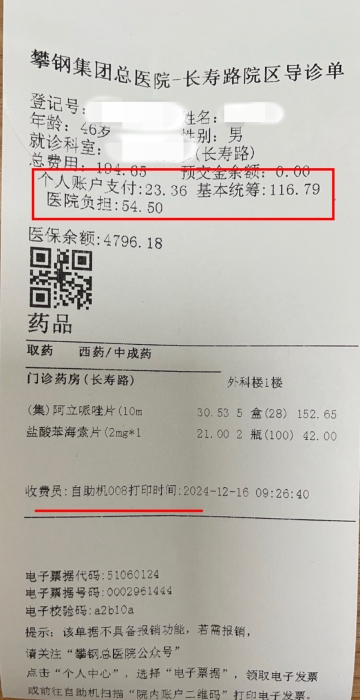 攀钢集团总医院-长寿路院区导诊单
登记号: 姓名:
年龄: 46岁 性别: 男
就诊科室: (长寿路)
总费用: 194.65 预交金余额: 0.00
个人账户支付:23.36 基本统筹:116.79
医院负担:54.50
医保余额:4796.18
药品
取药 西药/中成药
门诊药房(长寿路) 外科楼1楼
(集)阿立哌唑片(10m 30.53 5 盒(28) 152.65
盐酸苯海索片(2mg*1 21.00 2 瓶(100) 42.00
收费员:自助机008打印时间:2024-12-16 09:26:40
电子票据代码:51060124
电子票据号码:0002961444
电子校验码:a2b10a
提示: 该单据不具备报销功能, 若需报销,
请关注“攀钢总医院公众号”
点击“个人中心”, 选择“电子票据”, 领取电子发票
或前往自助机扫描“院内账户二维码”打印电子发票.